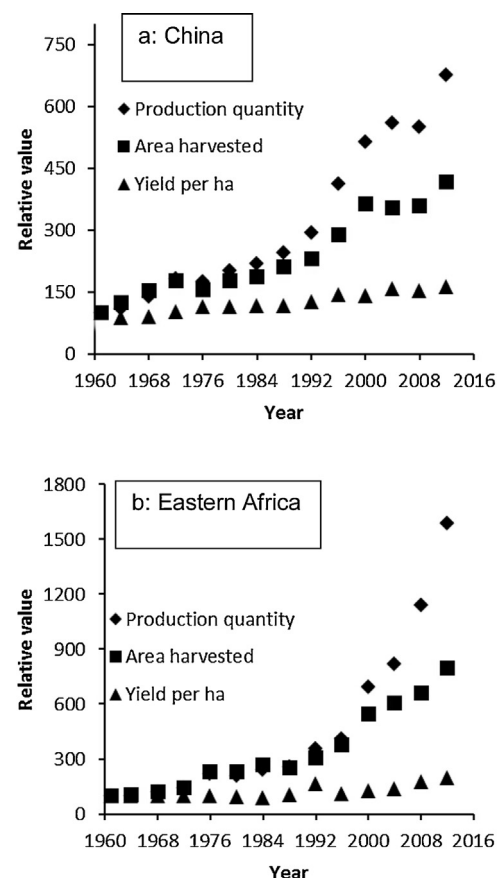 a: China
750
600
450
300
150
0
Relative value
Production quantity
Area harvested
Yield per ha
1960 1968 1976 1984 1992 2000 2008 2016
Year
b: Eastern Africa
1800
1500
1200
900
600
300
0
Relative value
Production quantity
Area harvested
Yield per ha
1960 1968 1976 1984 1992 2000 2008 2016
Year